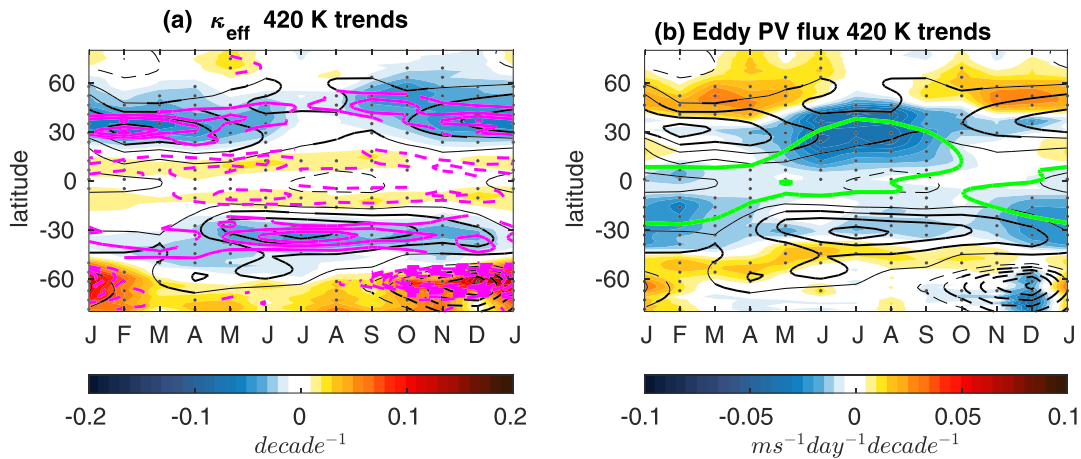 (a) κeff 420 K trends
latitude
60
30
0
-30
-60
J F M A M J J A S O N D J
-0.2 -0.1 0 0.1 0.2
decade⁻¹
(b) Eddy PV flux 420 K trends
latitude
60
30
0
-30
-60
J F M A M J J A S O N D J
-0.1 -0.05 0 0.05 0.1
ms⁻¹day⁻¹decade⁻¹